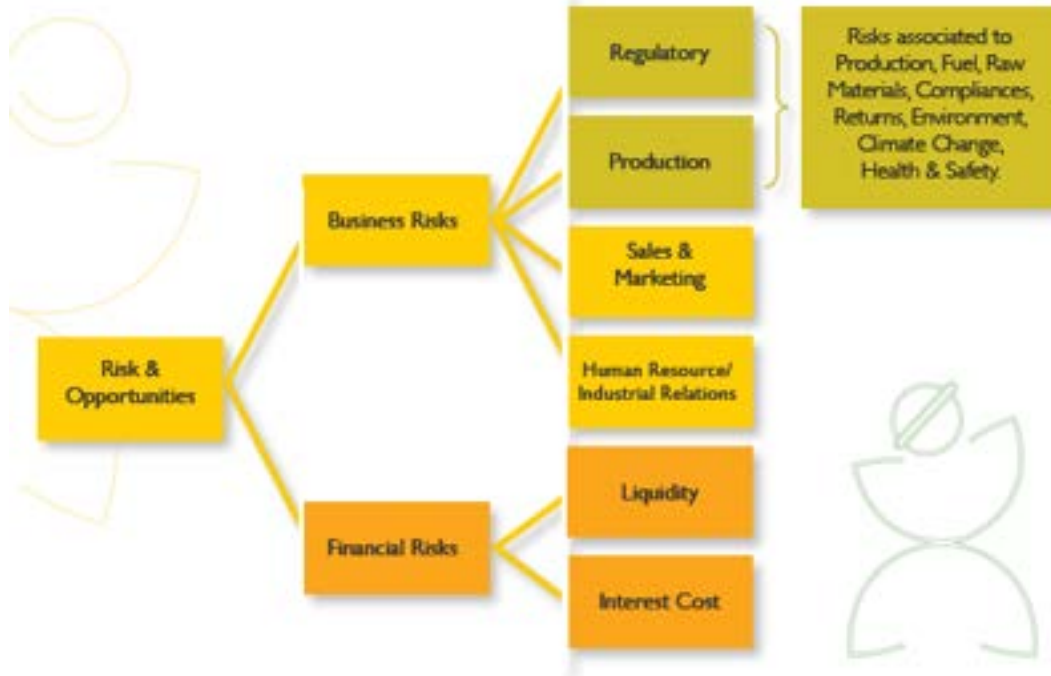 Regulatory
Risks associated to
Production, Fuel, Raw
Materials, Compliances,
Returns, Environment,
Climate Change,
Health & Safety.
Production
Business Risks
Sales &
Marketing
Risk &
Opportunities
Human Resource/
Industrial Relations
Liquidity
Financial Risks
Interest Cost